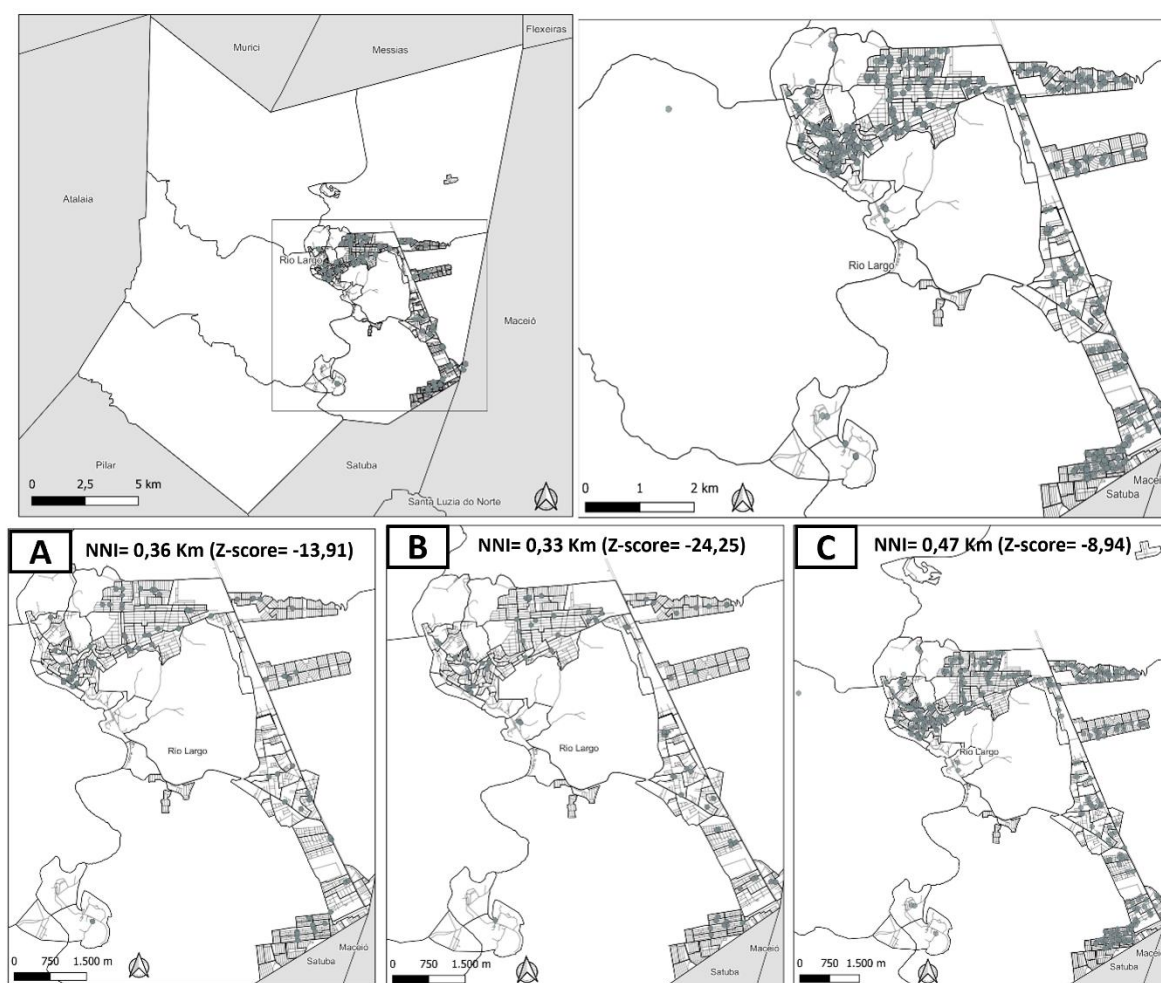 Flexeiras
Murici
Messias
Atalaia
Rio Largo
Maceió
Pilar
Satuba
Santa Luzia do Norte
0 2,5 5 km
Rio Largo
Maceió
Satuba
0 1 2 km
A
NNI= 0,36 Km (Z-score= -13,91)
Rio Largo
Maceió
Satuba
0 750 1.500 m
B
NNI= 0,33 Km (Z-score= -24,25)
Rio Largo
Maceió
Satuba
0 750 1.500 m
C
NNI= 0,47 Km (Z-score= -8,94)
Rio Largo
Maceió
Satuba
0 750 1.500 m